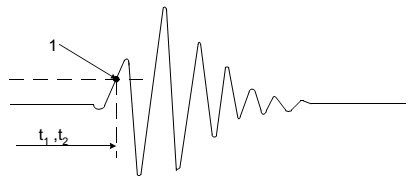 1
t₁ ,t₂